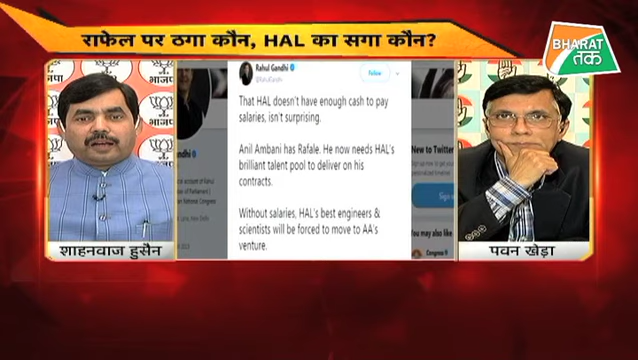 राफेल पर ठगा कौन, HAL का सगा कौन?
BHARAT
तक
भाजपा
Rahul Gandhi
@RahulGandhi
Follow
That HAL doesn't have enough cash to pay
salaries, isn't surprising.
Anil Ambani has Rafale. He now needs HAL's
brilliant talent pool to deliver on his
contracts.
Without salaries, HAL's best engineers &
scientists will be forced to move to AA's
venture.
New to Twitter
Sign
You may also like
Congress
शाहनवाज हुसैन
पवन खेड़ा